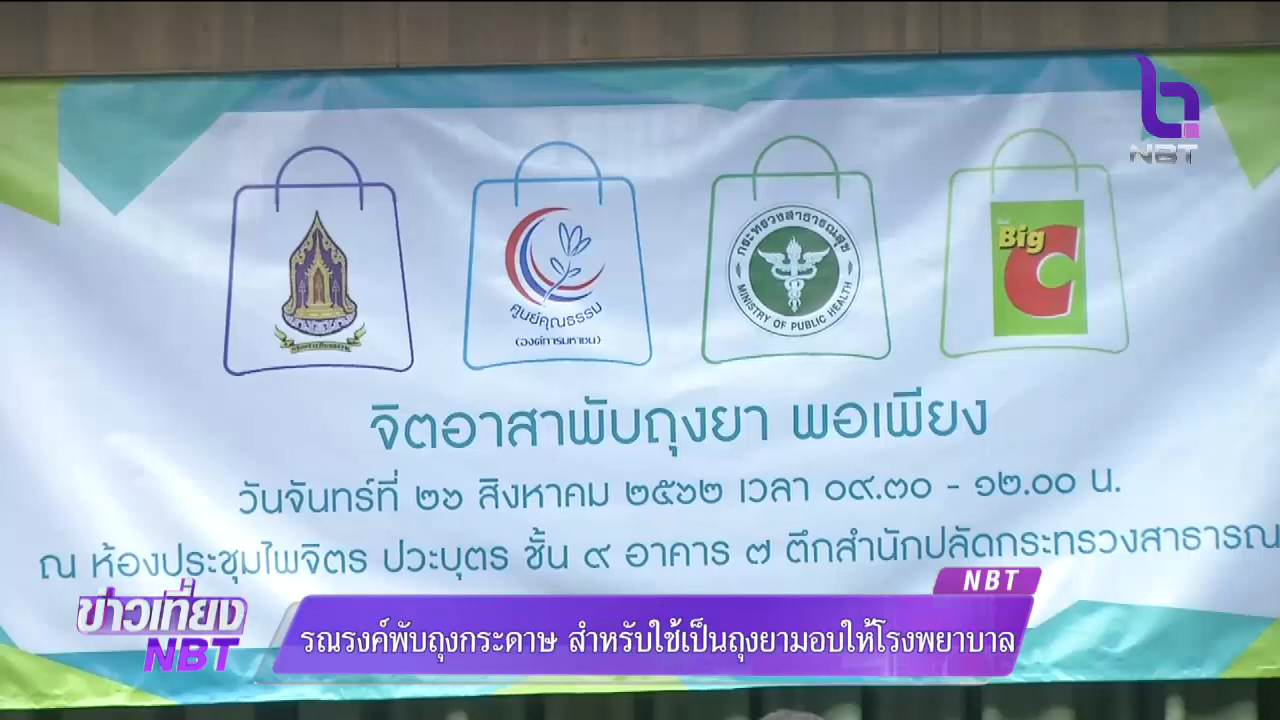 NBT
กระทรวงสาธารณสุข
MINISTRY OF PUBLIC HEALTH
Big C
ศูนย์คุณธรรม
(องค์การมหาชน)
จิตอาสาพับถุงยา พอเพียง
วันจันทร์ที่ ๒๖ สิงหาคม ๒๕๖๒ เวลา ๐๙.๓๐ - ๑๒.๐๐ น.
ณ ห้องประชุมไพจิตร ปวะบุตร ชั้น ๙ อาคาร ๗ ตึกสำนักปลัดกระทรวงสาธารณ
NBT
ข่าวเที่ยง
NBT
รณรงค์พับถุงกระดาษ สำหรับใช้เป็นถุงยามอบให้โรงพยาบาล